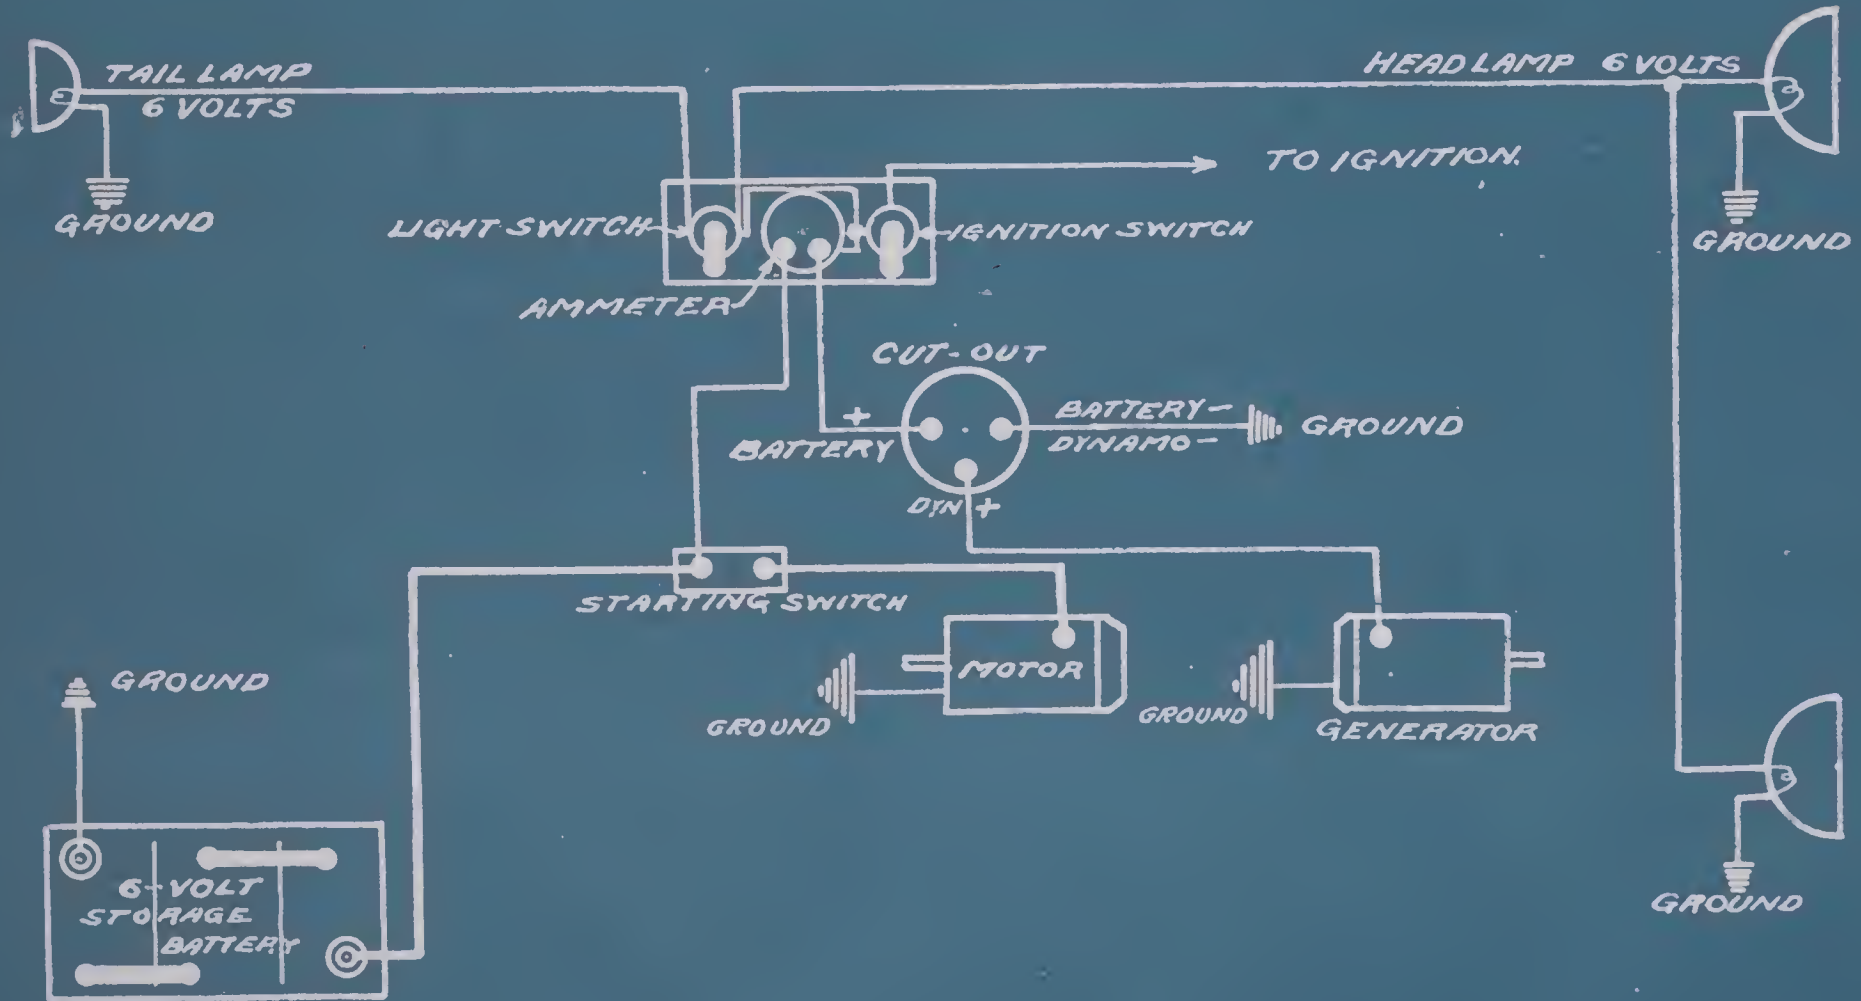 TAIL LAMP
6 VOLTS
HEAD LAMP 6 VOLTS
TO IGNITION.
GROUND
LIGHT SWITCH
IGNITION SWITCH
GROUND
AMMETER
CUT-OUT
+
BATTERY
BATTERY-
DYNAMO-
GROUND
DYN +
STARTING SWITCH
GROUND
MOTOR
GROUND
GROUND
GENERATOR
6-VOLT
STORAGE
BATTERY
GROUND